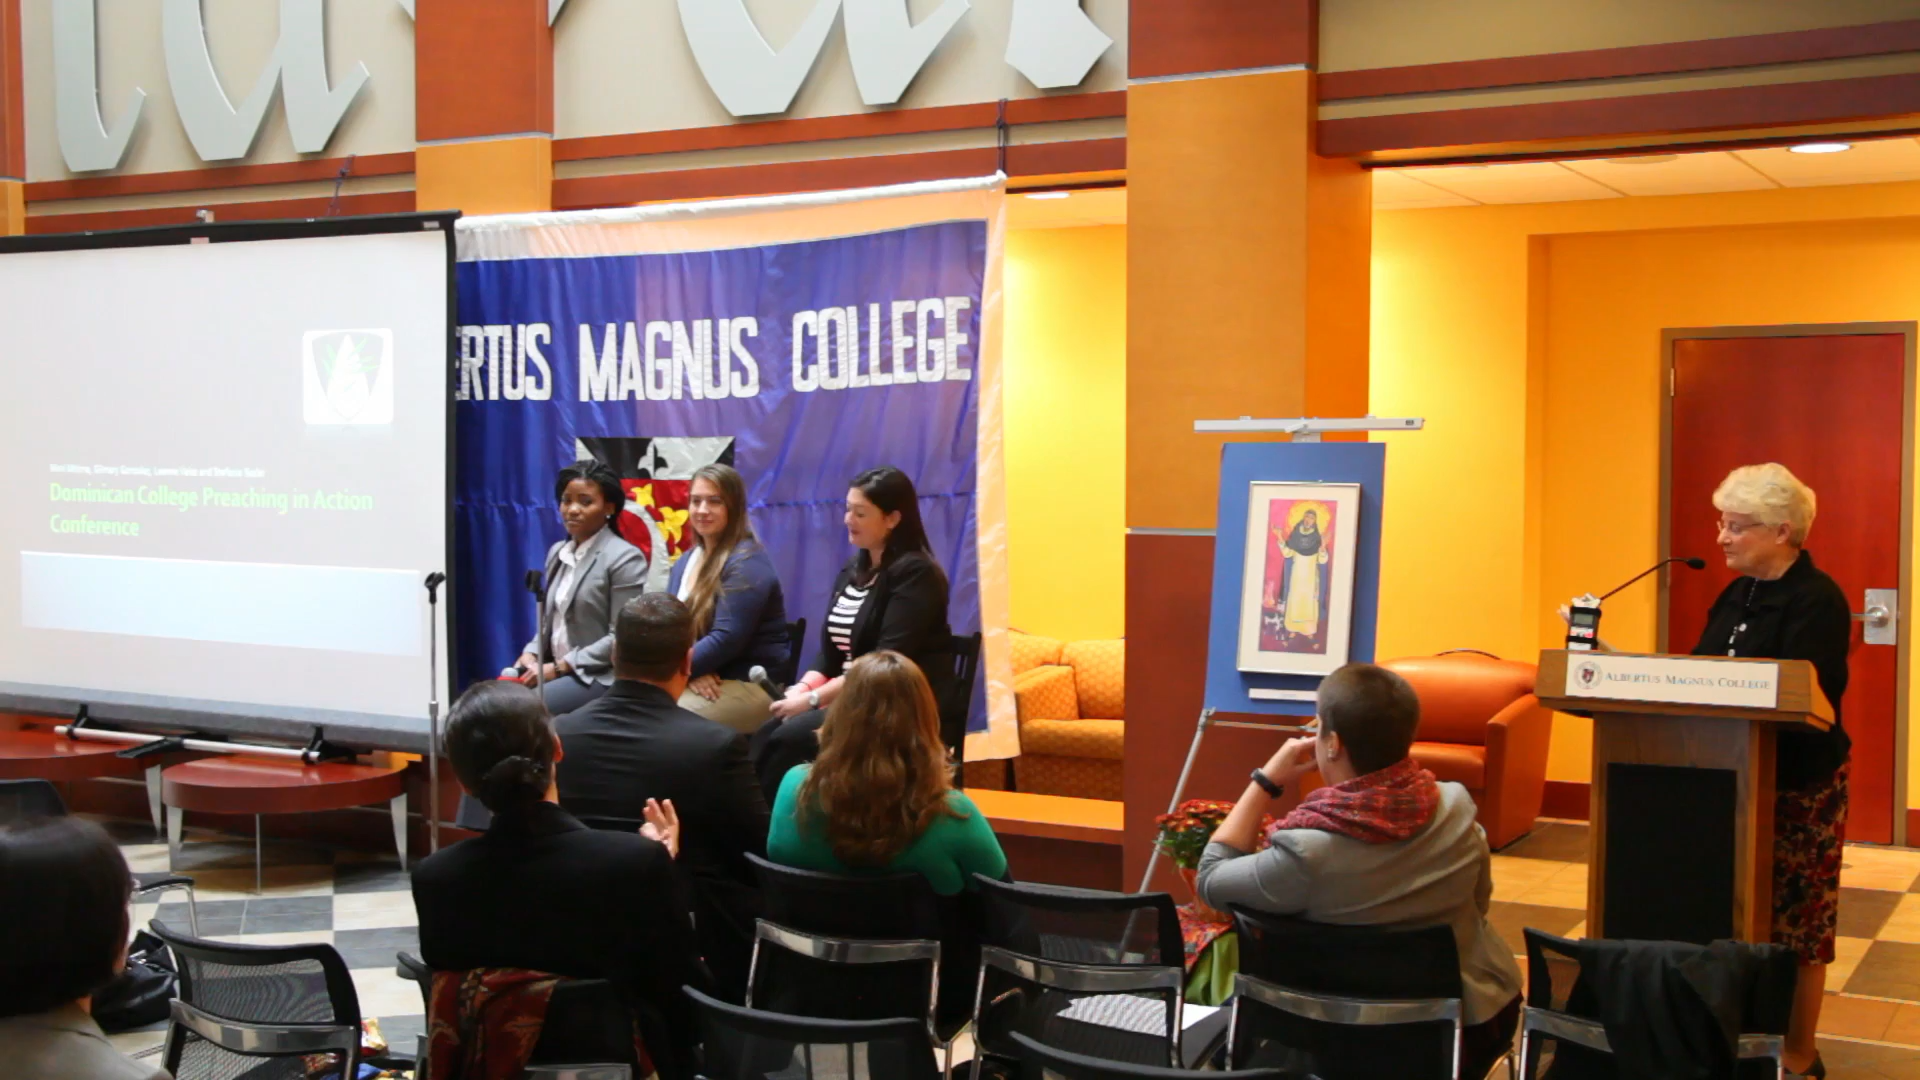 ERTUS MAGNUS COLLEGE
Dominican College Preaching in Action
Conference
ALBERTUS MAGNUS COLLEGE